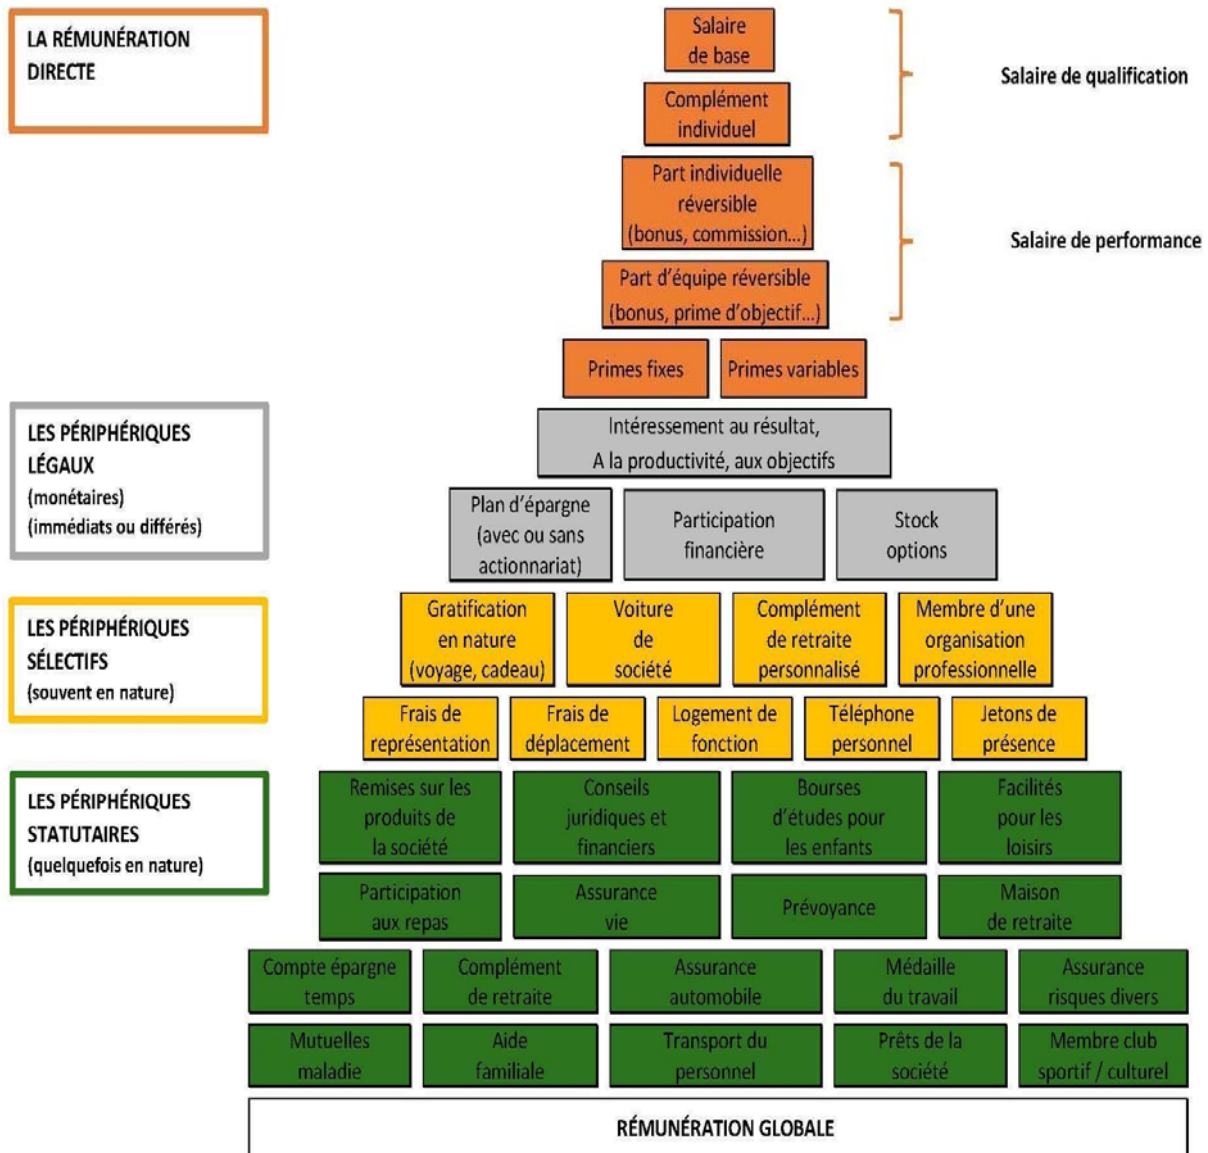 LA RÉMUNÉRATION
DIRECTE
Salaire
de base
Complément
individuel
Salaire de qualification
Part individuelle
réversible
(bonus, commission...)
Part d'équipe réversible
(bonus, prime d'objectif...)
Salaire de performance
Primes fixes
Primes variables
LES PÉRIPHÉRIQUES
LÉGAUX
(monétaires)
(immédiats ou différés)
Intéressement au résultat,
A la productivité, aux objectifs
Plan d'épargne
(avec ou sans
actionnariat)
Participation
financière
Stock
options
LES PÉRIPHÉRIQUES
SÉLECTIFS
(souvent en nature)
Gratification
en nature
(voyage, cadeau)
Voiture
de
société
Complément
de retraite
personnalisé
Membre d'une
organisation
professionnelle
Frais de
représentation
Frais de
déplacement
Logement de
fonction
Téléphone
personnel
Jetons de
présence
LES PÉRIPHÉRIQUES
STATUTAIRES
(quelquefois en nature)
Remises sur les
produits de
la société
Conseils
juridiques et
financiers
Bourses
d'études pour
les enfants
Facilités
pour les
loisirs
Participation
aux repas
Assurance
vie
Prévoyance
Maison
de retraite
Compte épargne
temps
Complément
de retraite
Assurance
automobile
Médaille
du travail
Assurance
risques divers
Mutuelles
maladie
Aide
familiale
Transport du
personnel
Prêts de la
société
Membre club
sportif / culturel
RÉMUNÉRATION GLOBALE